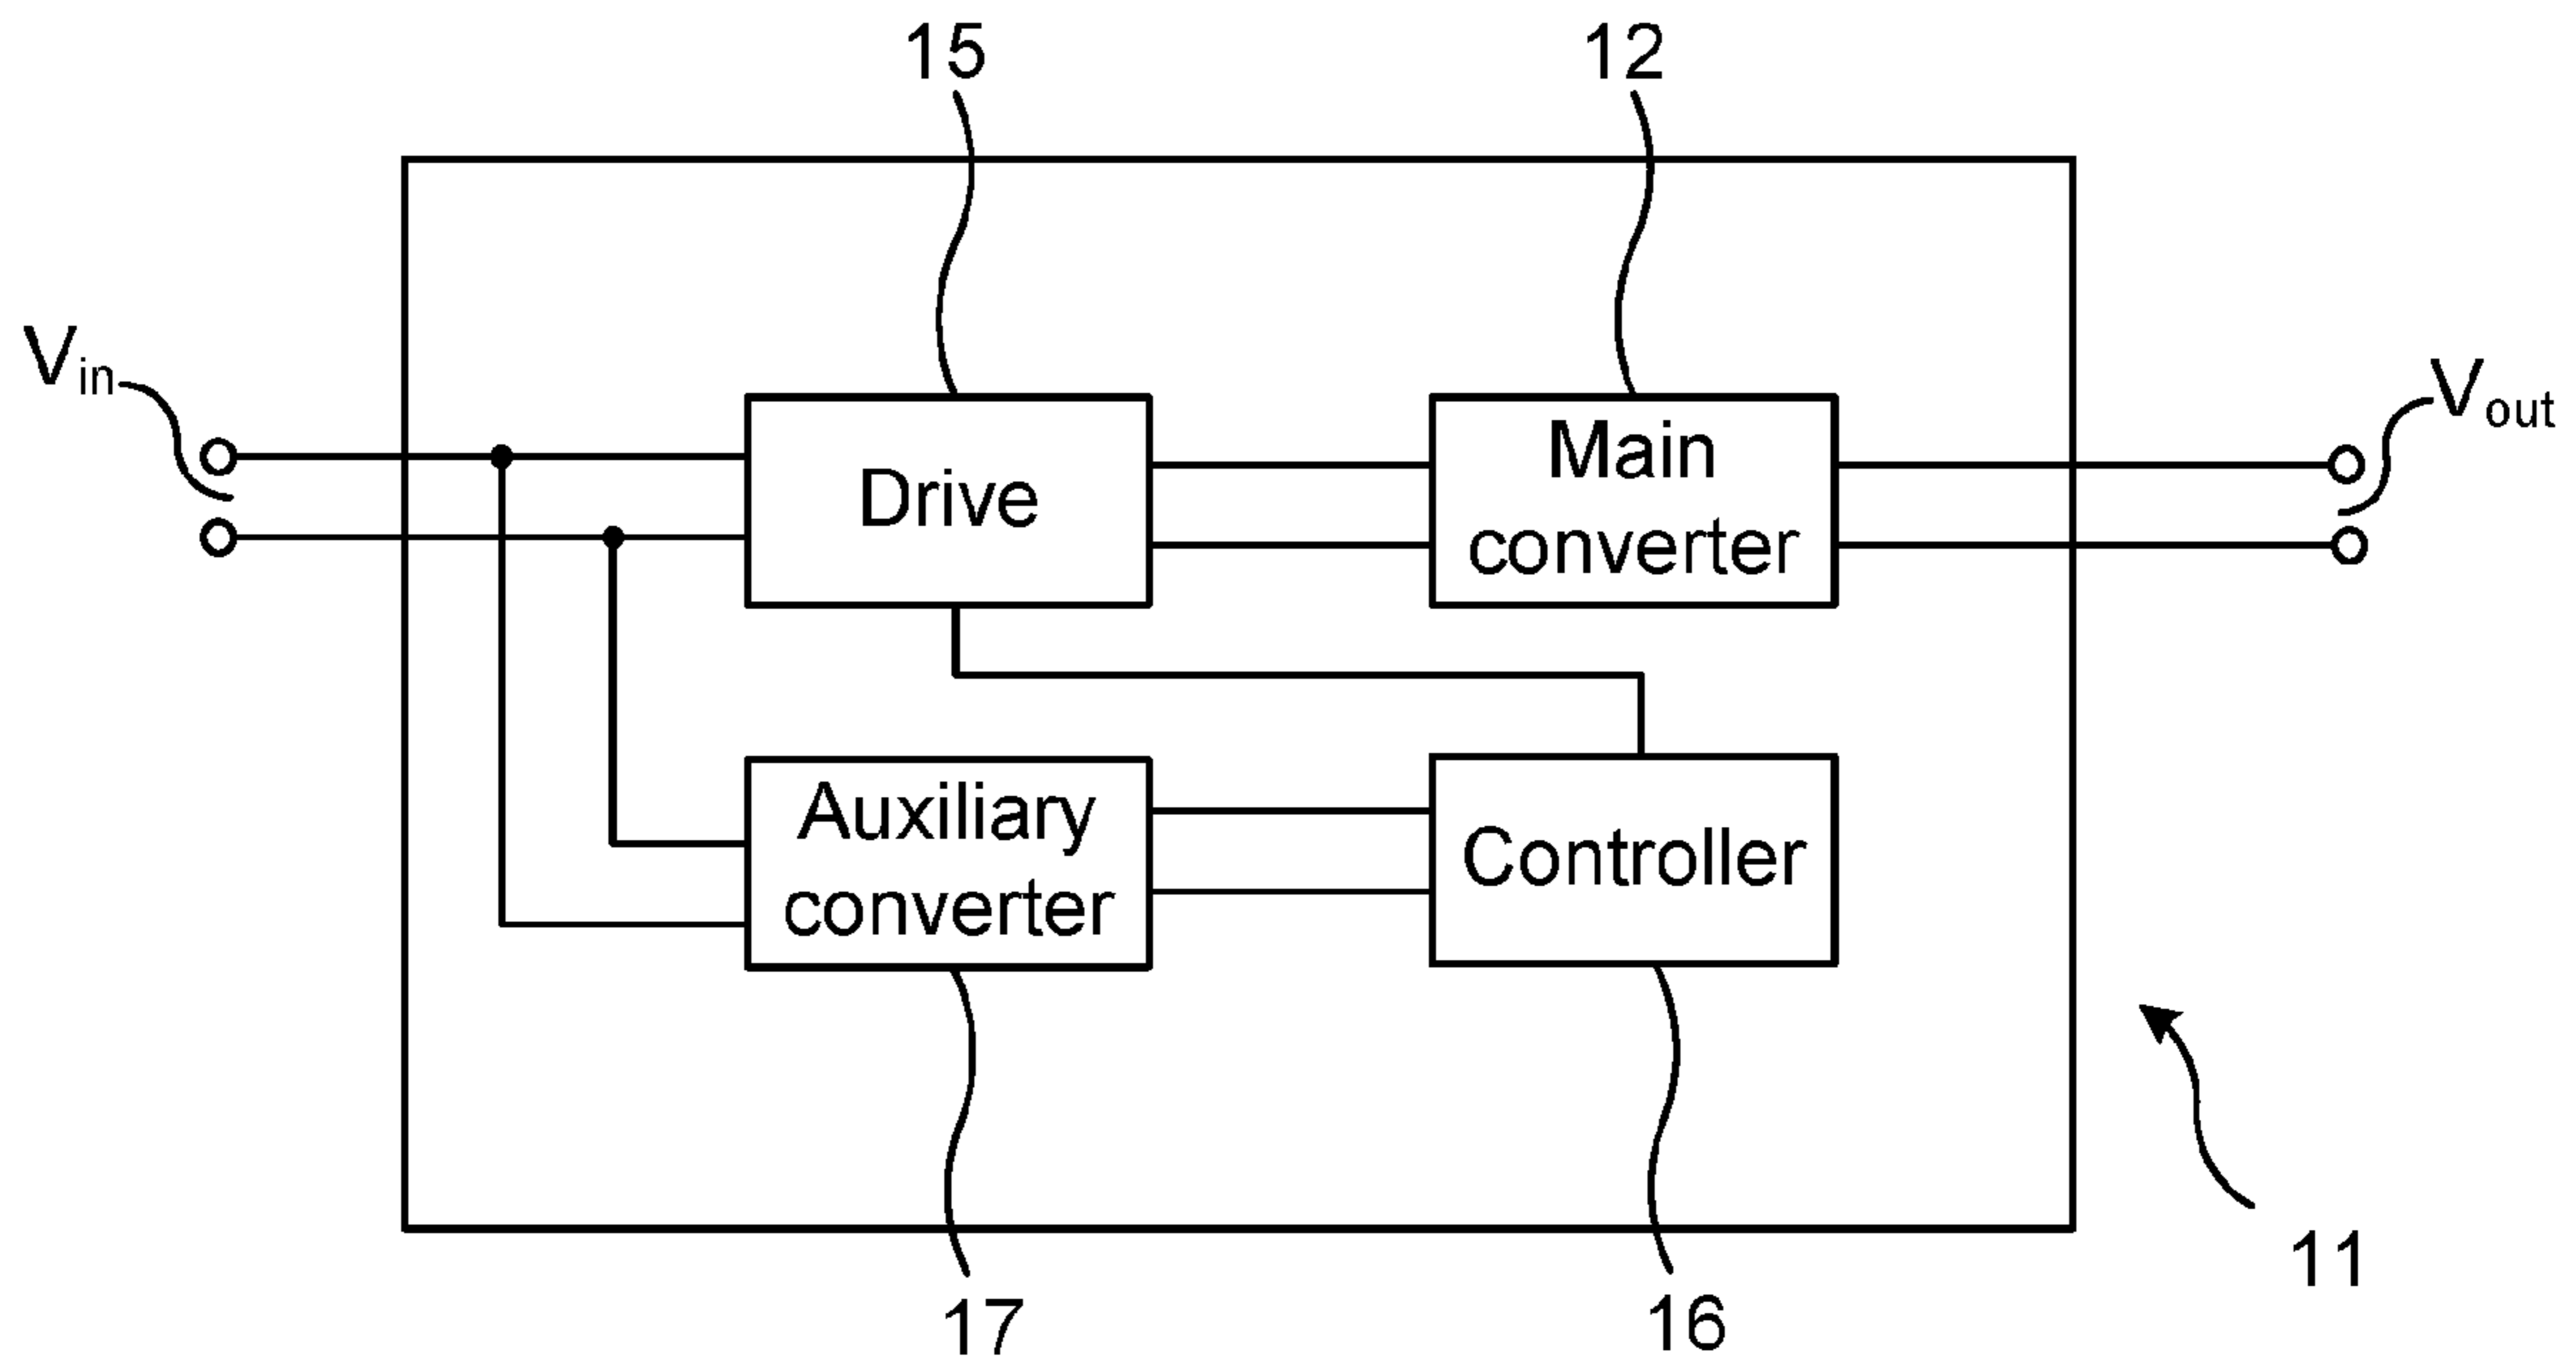 15
12
Vin
Vout
Drive
Main
converter
Auxiliary
converter
Controller
11
17
16